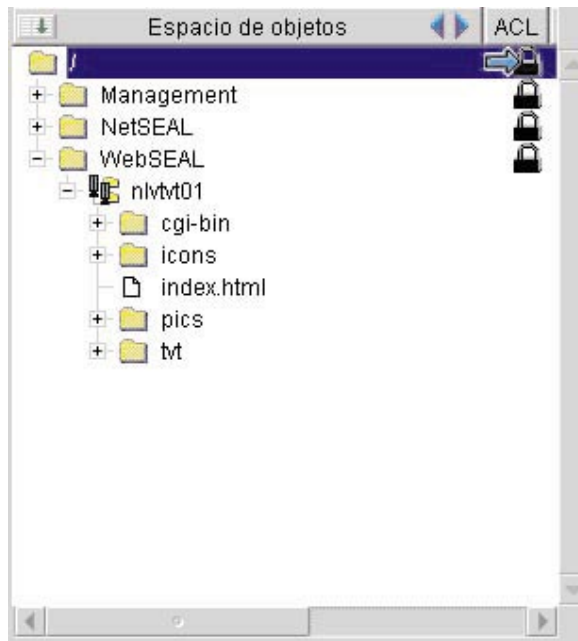 Espacio de objetos ACL
/
Management
NetSEAL
WebSEAL
nlvtvt01
cgi-bin
icons
index.html
pics
tvt